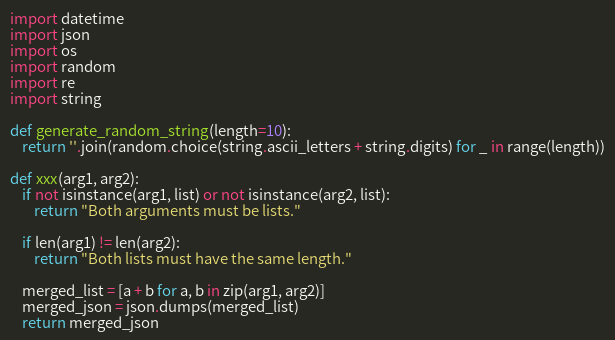 import datetime
import json
import os
import random
import re
import string

def generate_random_string(length=10):
    return ''.join(random.choice(string.ascii_letters + string.digits) for _ in range(length))

def xxx(arg1, arg2):
    if not isinstance(arg1, list) or not isinstance(arg2, list):
        return "Both arguments must be lists."

    if len(arg1) != len(arg2):
        return "Both lists must have the same length."

    merged_list = [a + b for a, b in zip(arg1, arg2)]
    merged_json = json.dumps(merged_list)
    return merged_json